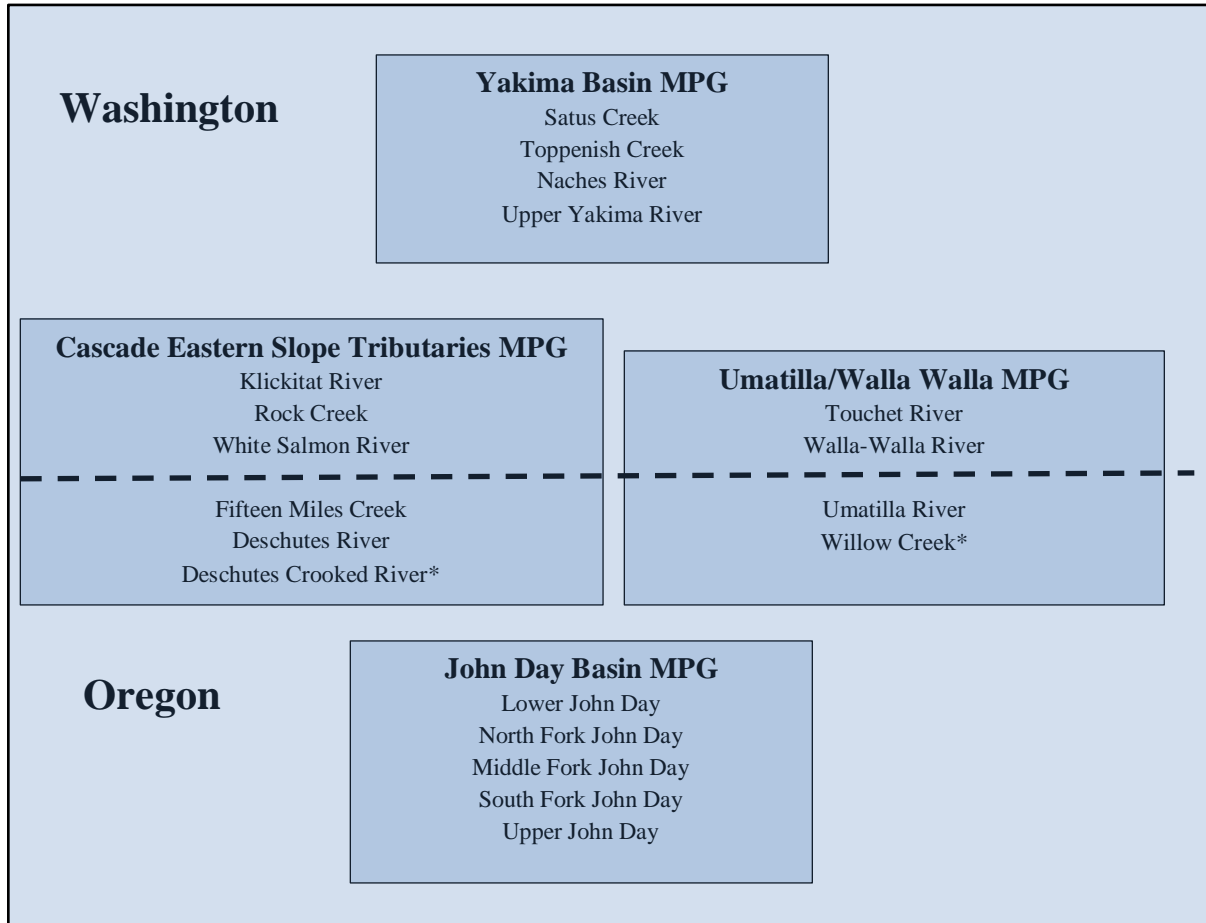 Washington
Yakima Basin MPG
Satus Creek
Toppenish Creek
Naches River
Upper Yakima River
Cascade Eastern Slope Tributaries MPG
Klickitat River
Rock Creek
White Salmon River
Fifteen Miles Creek
Deschutes River
Deschutes Crooked River*
Umatilla/Walla Walla MPG
Touchet River
Walla-Walla River
Umatilla River
Willow Creek*
Oregon
John Day Basin MPG
Lower John Day
North Fork John Day
Middle Fork John Day
South Fork John Day
Upper John Day